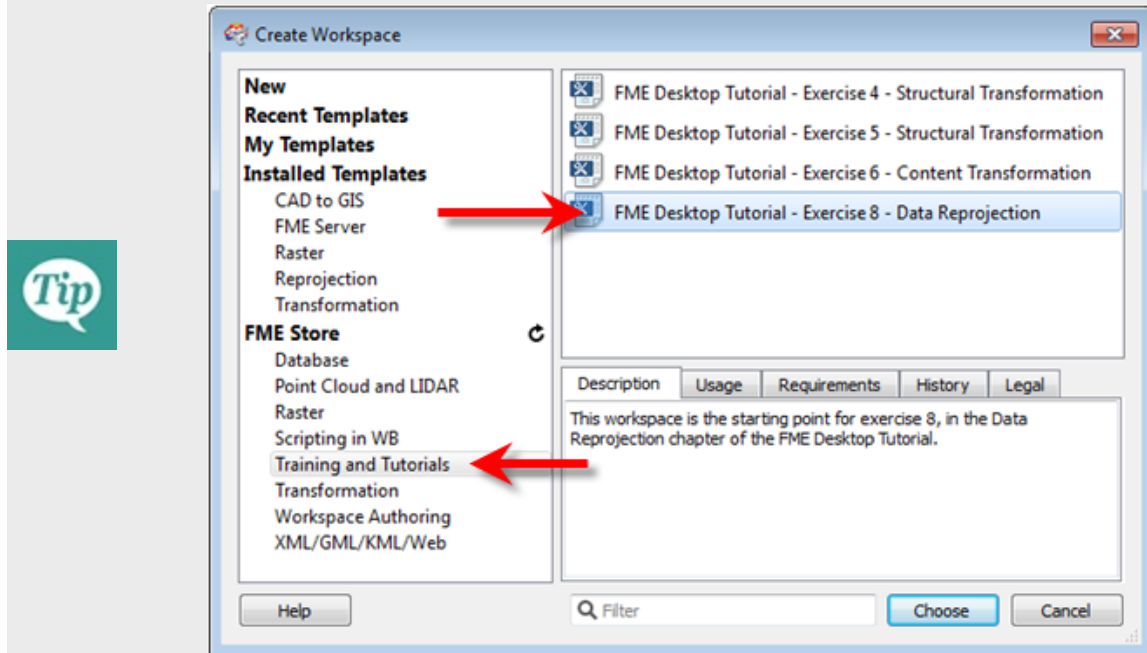 Create Workspace
New
Recent Templates
My Templates
Installed Templates
CAD to GIS
FME Server
Raster
Reprojection
Transformation
FME Store
Database
Point Cloud and LIDAR
Raster
Scripting in WB
Training and Tutorials
Transformation
Workspace Authoring
XML/GML/KML/Web
FME Desktop Tutorial - Exercise 4 - Structural Transformation
FME Desktop Tutorial - Exercise 5 - Structural Transformation
FME Desktop Tutorial - Exercise 6 - Content Transformation
FME Desktop Tutorial - Exercise 8 - Data Reprojection
Description Usage Requirements History Legal
This workspace is the starting point for exercise 8, in the Data
Reprojection chapter of the FME Desktop Tutorial.
Help Filter Choose Cancel
Tip